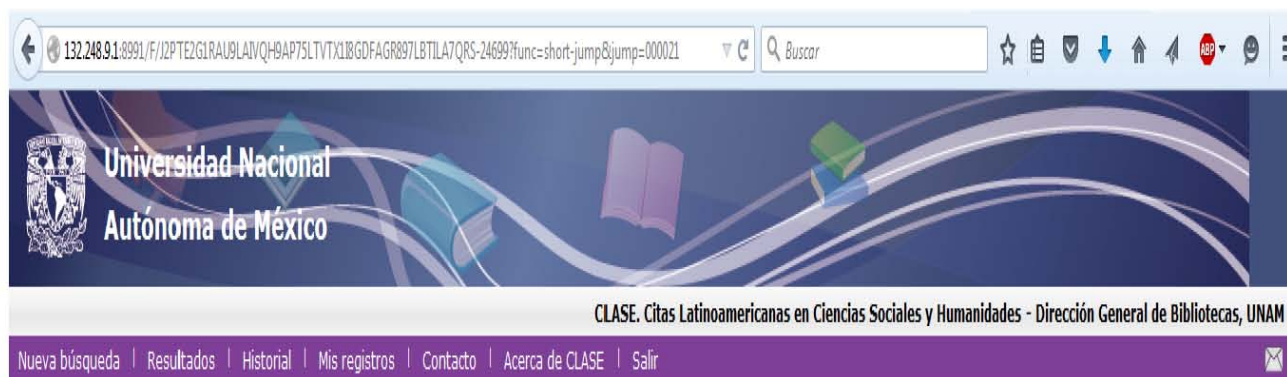 132.248.9.1:8991/F/J2PTE2G1RAU9LAIVQH9AP75LTVTX1I8GDFAGR897LBTILA7QRS-24699?func=short-jump&jump=000021
Buscar
ABP
Universidad Nacional
Autónoma de México
CLASE. Citas Latinoamericanas en Ciencias Sociales y Humanidades - Dirección General de Bibliotecas, UNAM
Nueva búsqueda | Resultados | Historial | Mis registros | Contacto | Acerca de CLASE | Salir